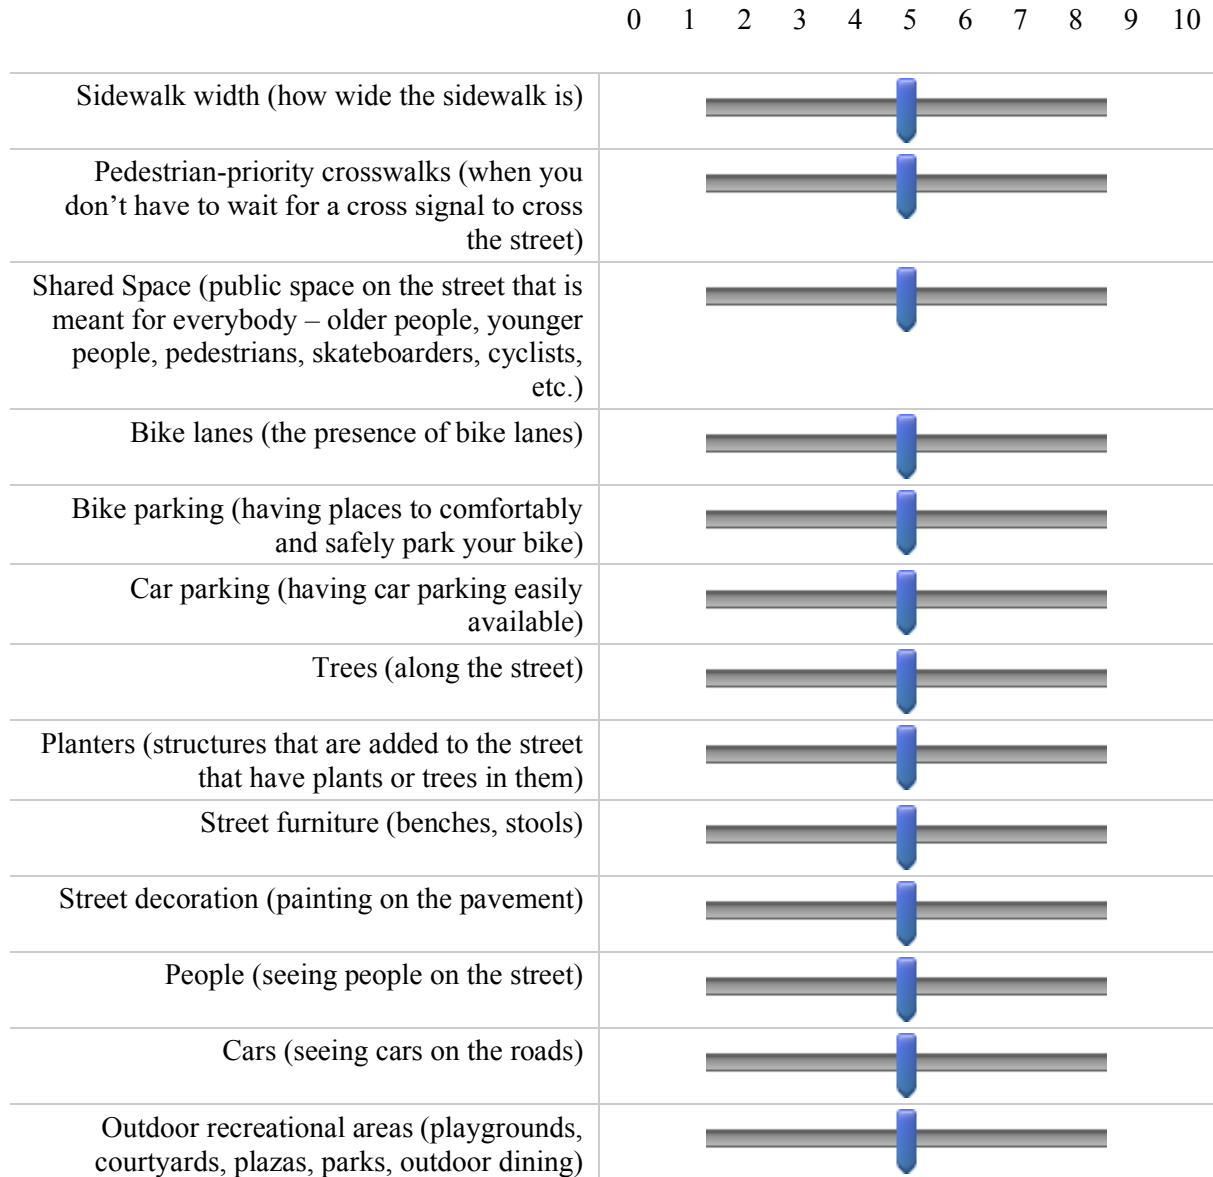 0 1 2 3 4 5 6 7 8 9 10
Sidewalk width (how wide the sidewalk is)
Pedestrian-priority crosswalks (when you
don’t have to wait for a cross signal to cross
the street)
Shared Space (public space on the street that is
meant for everybody – older people, younger
people, pedestrians, skateboarders, cyclists,
etc.)
Bike lanes (the presence of bike lanes)
Bike parking (having places to comfortably
and safely park your bike)
Car parking (having car parking easily
available)
Trees (along the street)
Planters (structures that are added to the street
that have plants or trees in them)
Street furniture (benches, stools)
Street decoration (painting on the pavement)
People (seeing people on the street)
Cars (seeing cars on the roads)
Outdoor recreational areas (playgrounds,
courtyards, plazas, parks, outdoor dining)